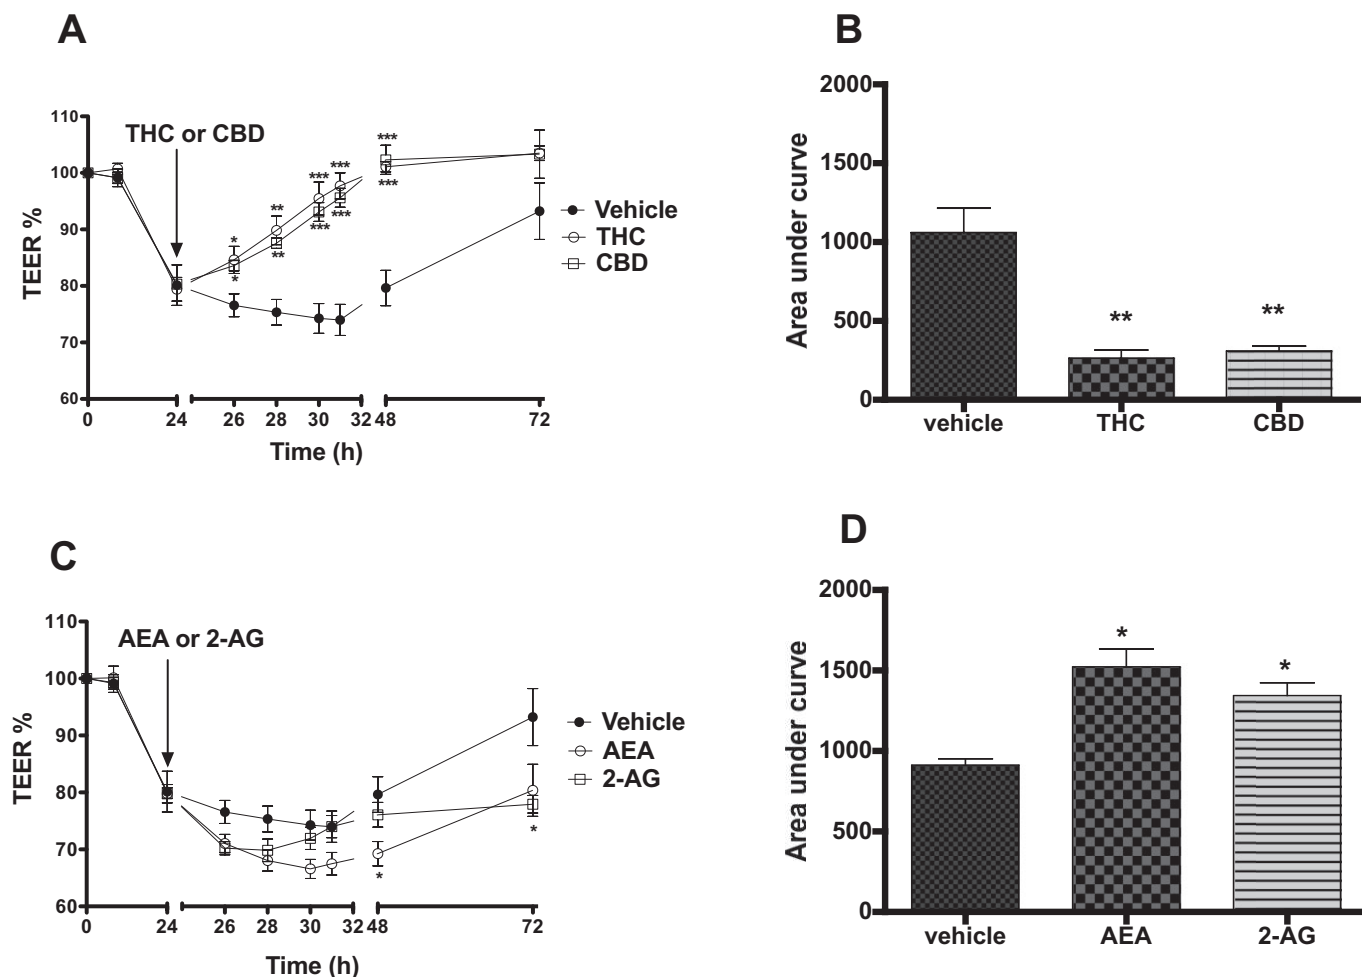 A
110
100
90
80
70
60
TEER %
THC or CBD
*
*
**
**
***
***
***
***
***
***
0
24
26
28
30
32
48
72
Time (h)
Vehicle
THC
CBD
B
2000
1500
1000
500
0
Area under curve
**
**
vehicle
THC
CBD
C
110
100
90
80
70
60
TEER %
AEA or 2-AG
*
*
0
24
26
28
30
32
48
72
Time (h)
Vehicle
AEA
2-AG
D
2000
1500
1000
500
0
Area under curve
*
*
vehicle
AEA
2-AG